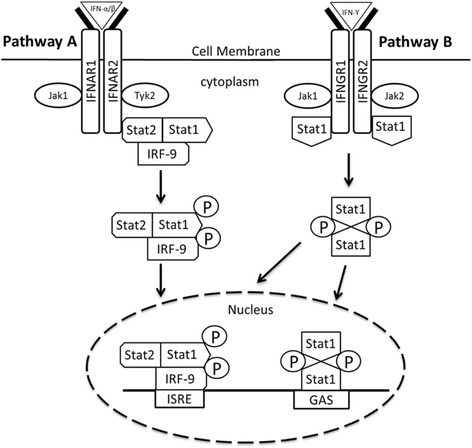 IFN-α/β
IFN-Y
Pathway A
Pathway B
Cell Membrane
cytoplasm
IFNAR1
IFNAR2
IFNGR1
IFNGR2
Jak1
Tyk2
Jak1
Jak2
Stat2 Stat1
IRF-9
Stat1
Stat1
P
Stat2 Stat1
P
IRF-9
Stat1
P P
Stat1
Nucleus
P
Stat2 Stat1
P
IRF-9
ISRE
Stat1
P P
Stat1
GAS